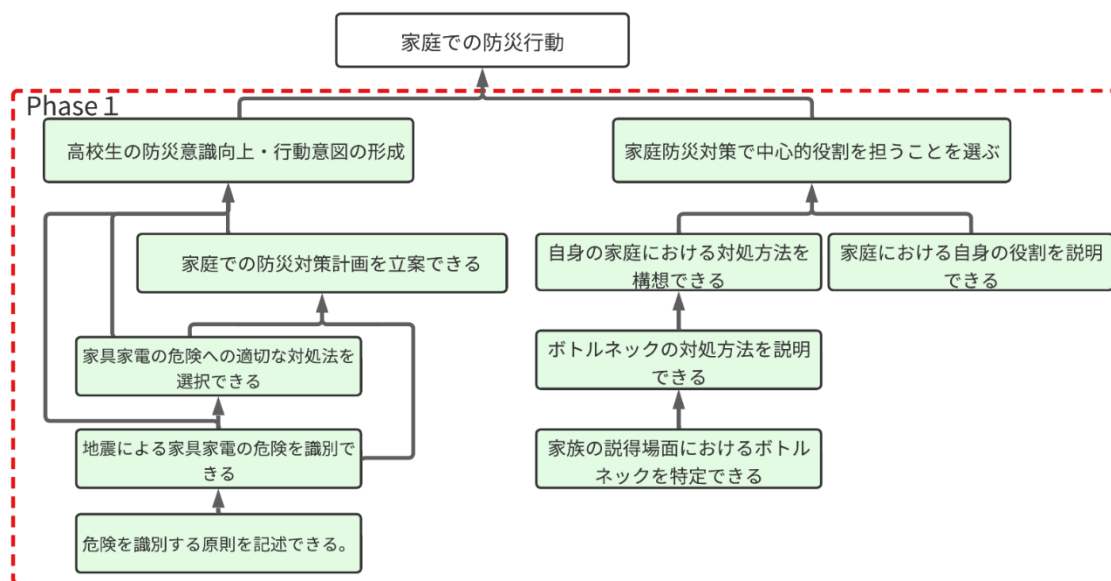 家庭での防災行動
Phase１
高校生の防災意識向上・行動意図の形成
家庭防災対策で中心的役割を担うことを選ぶ
家庭での防災対策計画を立案できる
自身の家庭における対処方法を
構想できる
家庭における自身の役割を説明
できる
家具家電の危険への適切な対処法を
選択できる
ボトルネックの対処方法を説明
できる
地震による家具家電の危険を識別で
きる
家族の説得場面におけるボトル
ネックを特定できる
危険を識別する原則を記述できる。